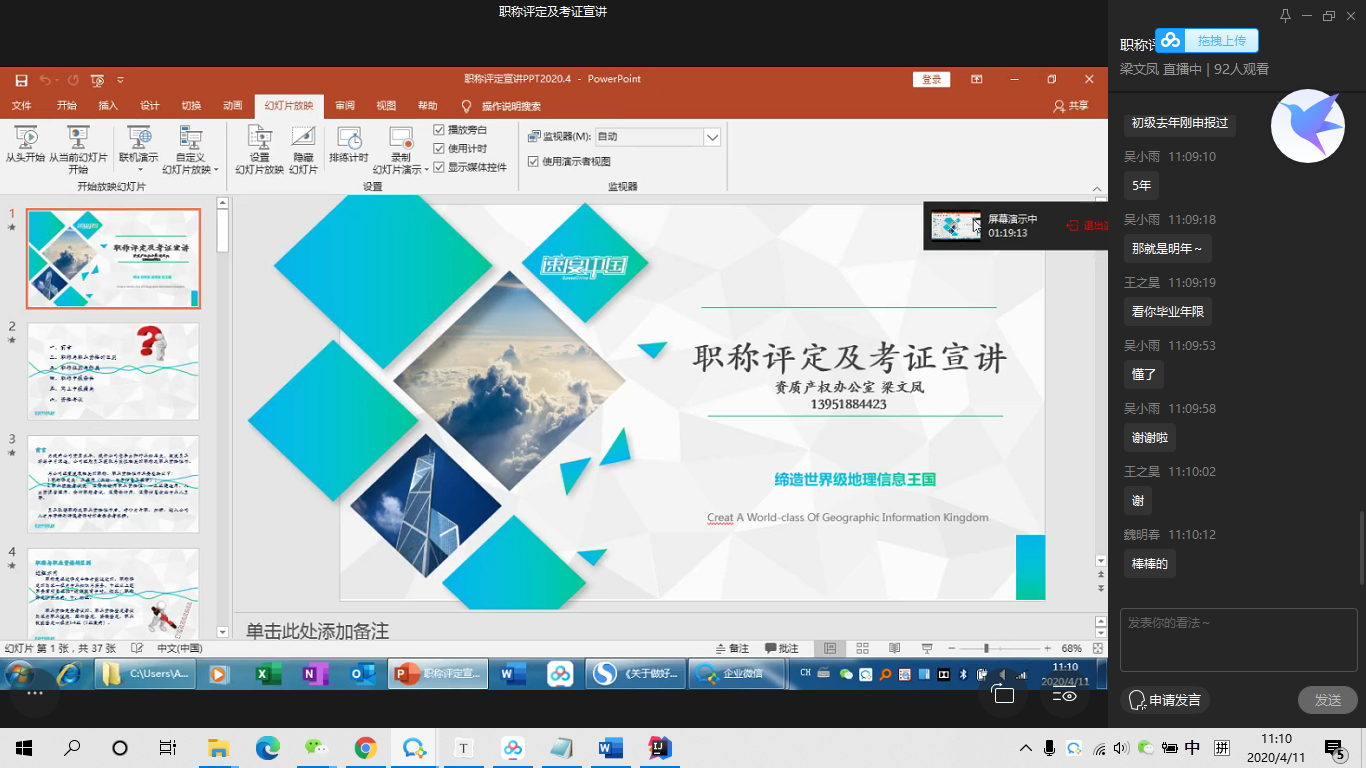 职称评定及考证宣讲
拖拽上传
梁文凤 直播中 | 92人观看
职称评定宣讲PPT2020.4 - PowerPoint
登录
文件 开始 插入 设计 切换 动画 幻灯片放映 审阅 视图 帮助 操作说明搜索 共享
从头开始 从当前幻灯片开始 联机演示 自定义幻灯片放映 设置幻灯片放映 隐藏幻灯片 排练计时 录制幻灯片演示
播放旁白
使用计时
显示媒体控件
监视器(M): 自动
使用演示者视图
开始放映幻灯片 设置 监视器
1
2
3
4
屏幕演示中
01:19:13
速度中国
职称评定及考证宣讲
资质产权办公室 梁文凤
13951884423
缔造世界级地理信息王国
Creat A World-class Of Geographic Information Kingdom
前言
单击此处添加备注
幻灯片 第 1 张，共 37 张 中文(中国) 备注 批注 68%
C:\Users\A... 职称评定宣... 《关于做好... 企业微信 CH 11:10
2020/4/11
初级去年刚申报过
吴小雨 11:09:10
5年
吴小雨 11:09:18
那就是明年~
王之昊 11:09:19
看你毕业年限
吴小雨 11:09:53
懂了
吴小雨 11:09:58
谢谢啦
王之昊 11:10:02
谢
魏明春 11:10:12
棒棒的
发表你的看法~
申请发言 发送
中 拼 11:10
2020/4/11
5